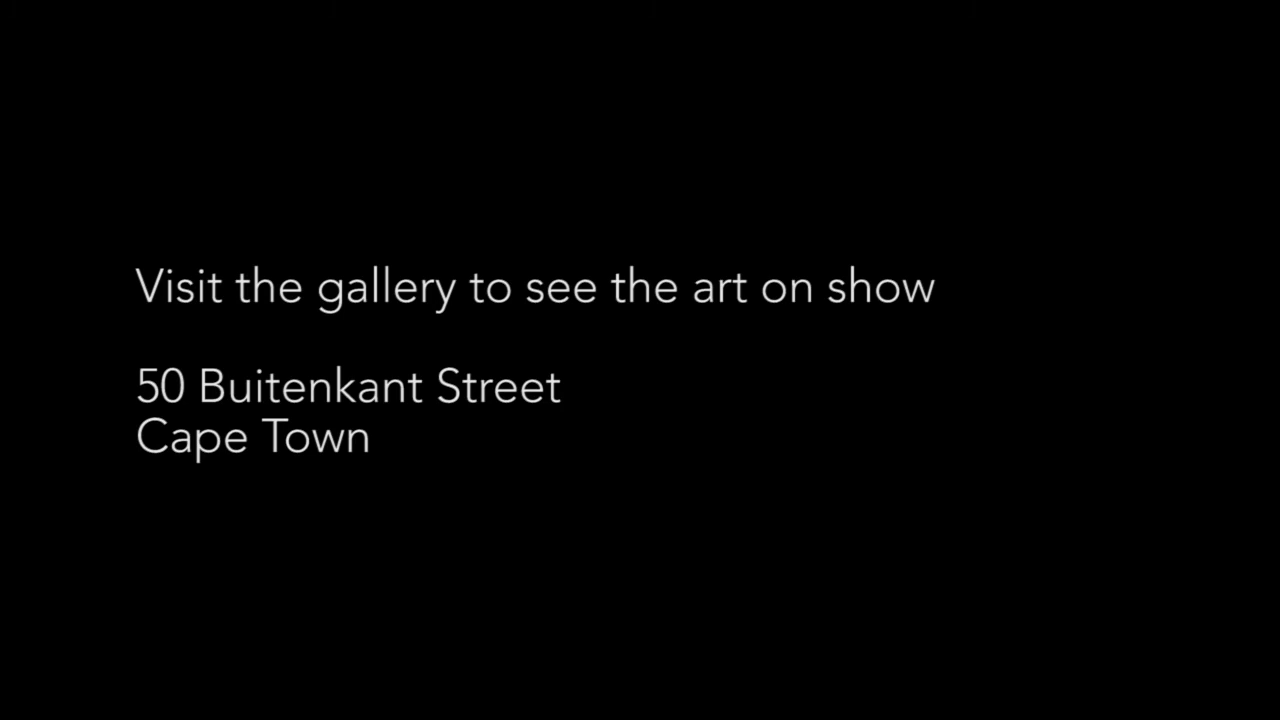 Visit the gallery to see the art on show
50 Buitenkant Street
Cape Town